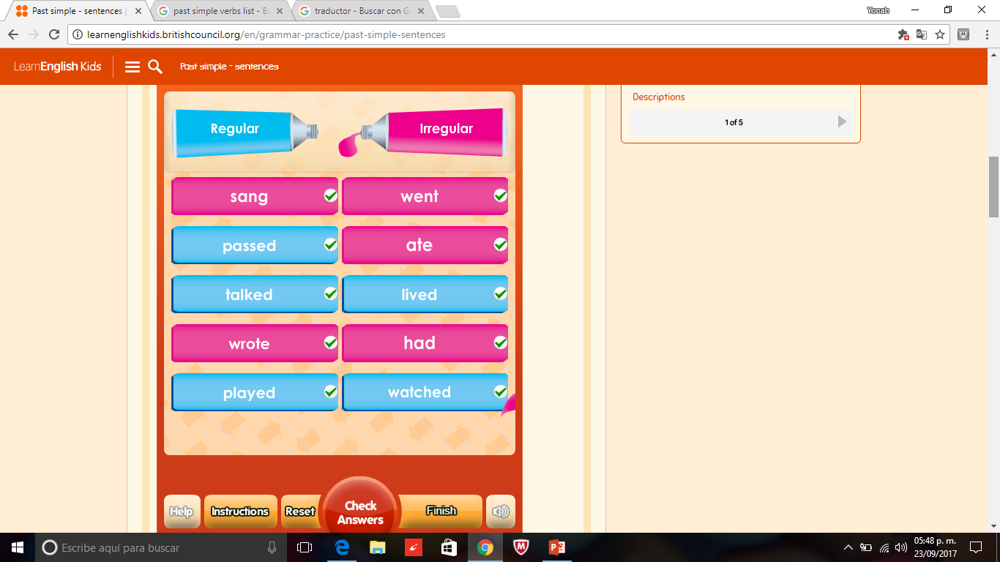 Past simple - sentences |
past simple verbs list - B
traductor - Buscar con G
Yonah
learnenglishkids.britishcouncil.org/en/grammar-practice/past-simple-sentences
LearnEnglish Kids
Past simple - sentences
Descriptions
1 of 5
Regular
Irregular
sang
went
passed
ate
talked
lived
wrote
had
played
watched
Help
Instructions
Reset
Check
Answers
Finish
Escribe aquí para buscar
05:48 p. m.
23/09/2017